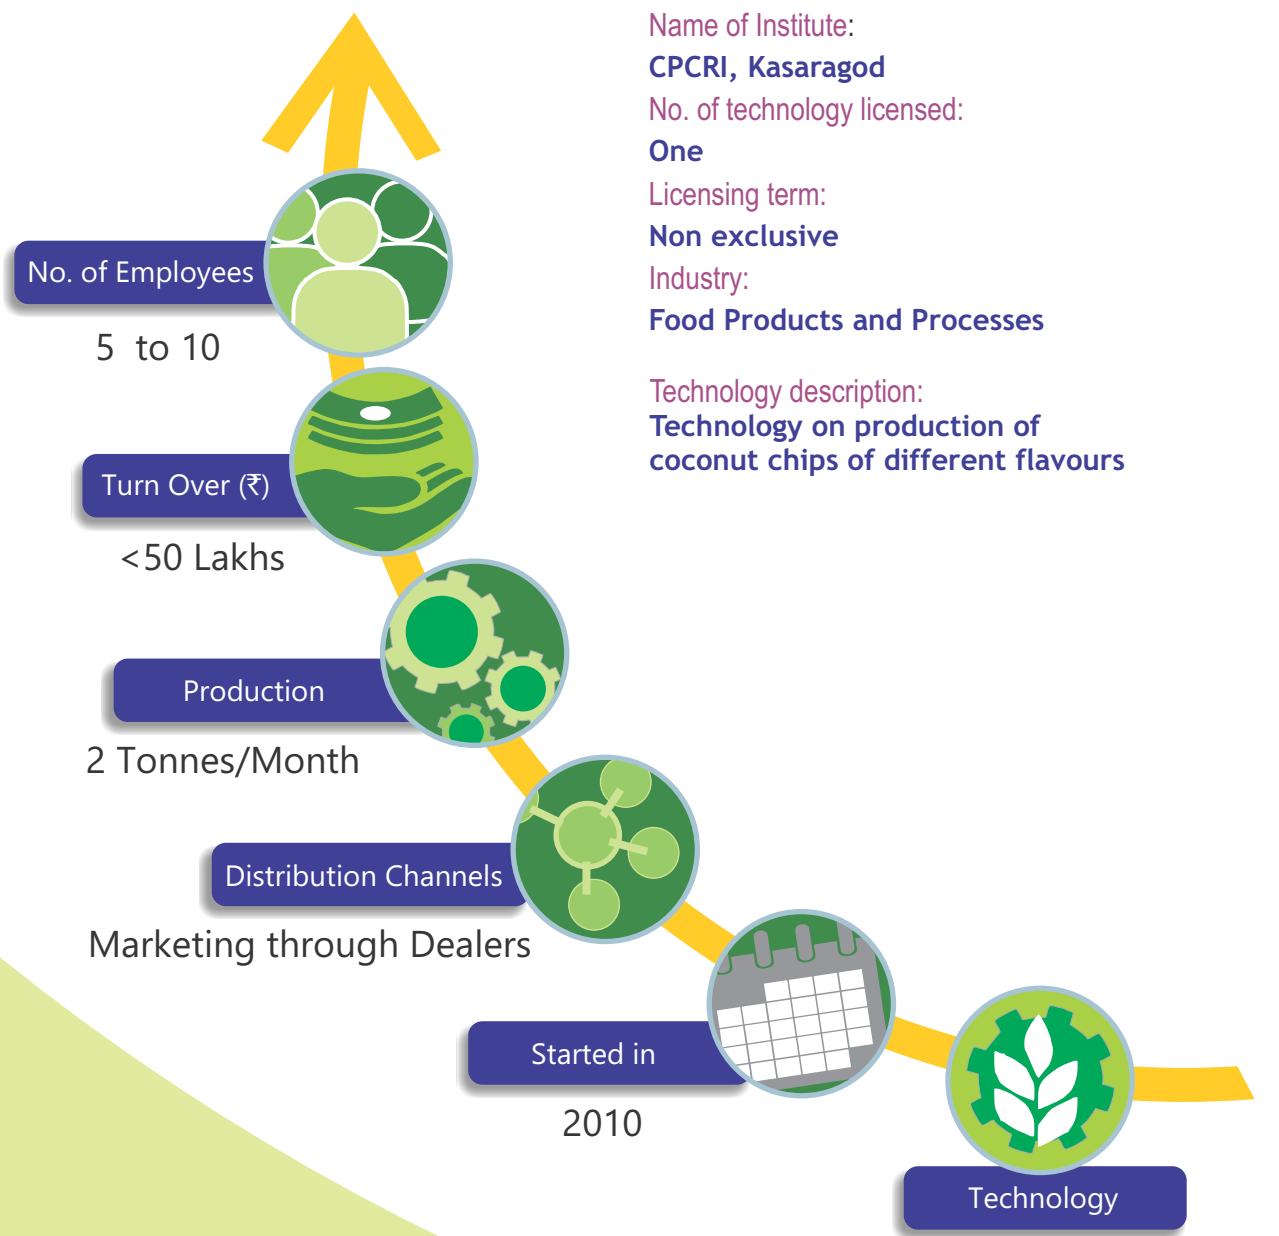 Name of Institute:
CPCRI, Kasaragod
No. of technology licensed:
One
Licensing term:
Non exclusive
Industry:
Food Products and Processes
Technology description:
Technology on production of
coconut chips of different flavours
No. of Employees
5 to 10
Turn Over (₹)
<50 Lakhs
Production
2 Tonnes/Month
Distribution Channels
Marketing through Dealers
Started in
2010
Technology